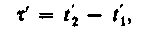 τ′ = t′₂ − t′₁,